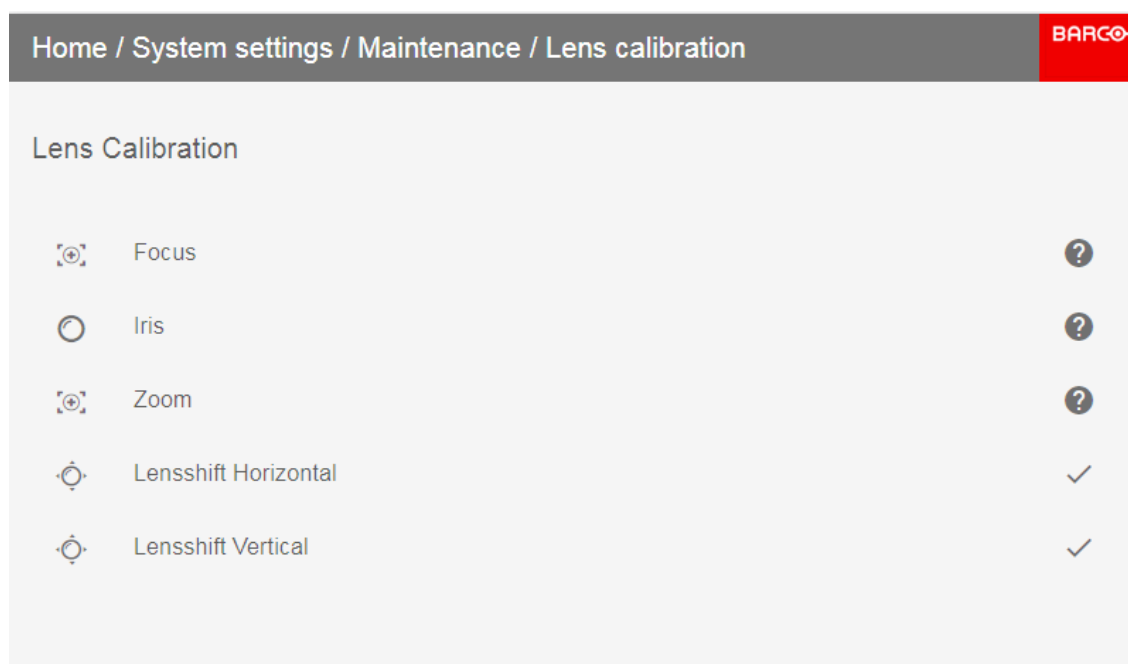 Home / System settings / Maintenance / Lens calibration
BARCO
Lens Calibration
Focus
Iris
Zoom
Lensshift Horizontal
Lensshift Vertical